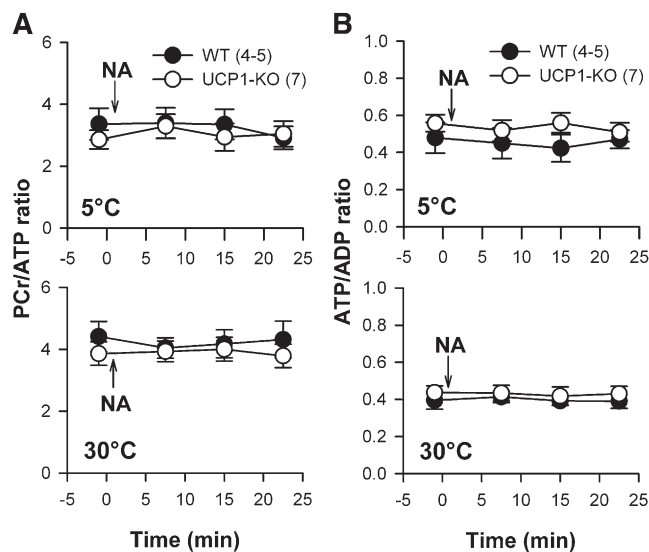 A
B
WT (4-5)
UCP1-KO (7)
NA
5°C
6
4
2
0
-5 0 5 10 15 20 25
WT (4-5)
UCP1-KO (7)
NA
5°C
1.0
0.8
0.6
0.4
0.2
0.0
-5 0 5 10 15 20 25
PCr/ATP ratio
ATP/ADP ratio
6
4
2
0
NA
30°C
-5 0 5 10 15 20 25
Time (min)
1.0
0.8
0.6
0.4
0.2
0.0
NA
30°C
-5 0 5 10 15 20 25
Time (min)